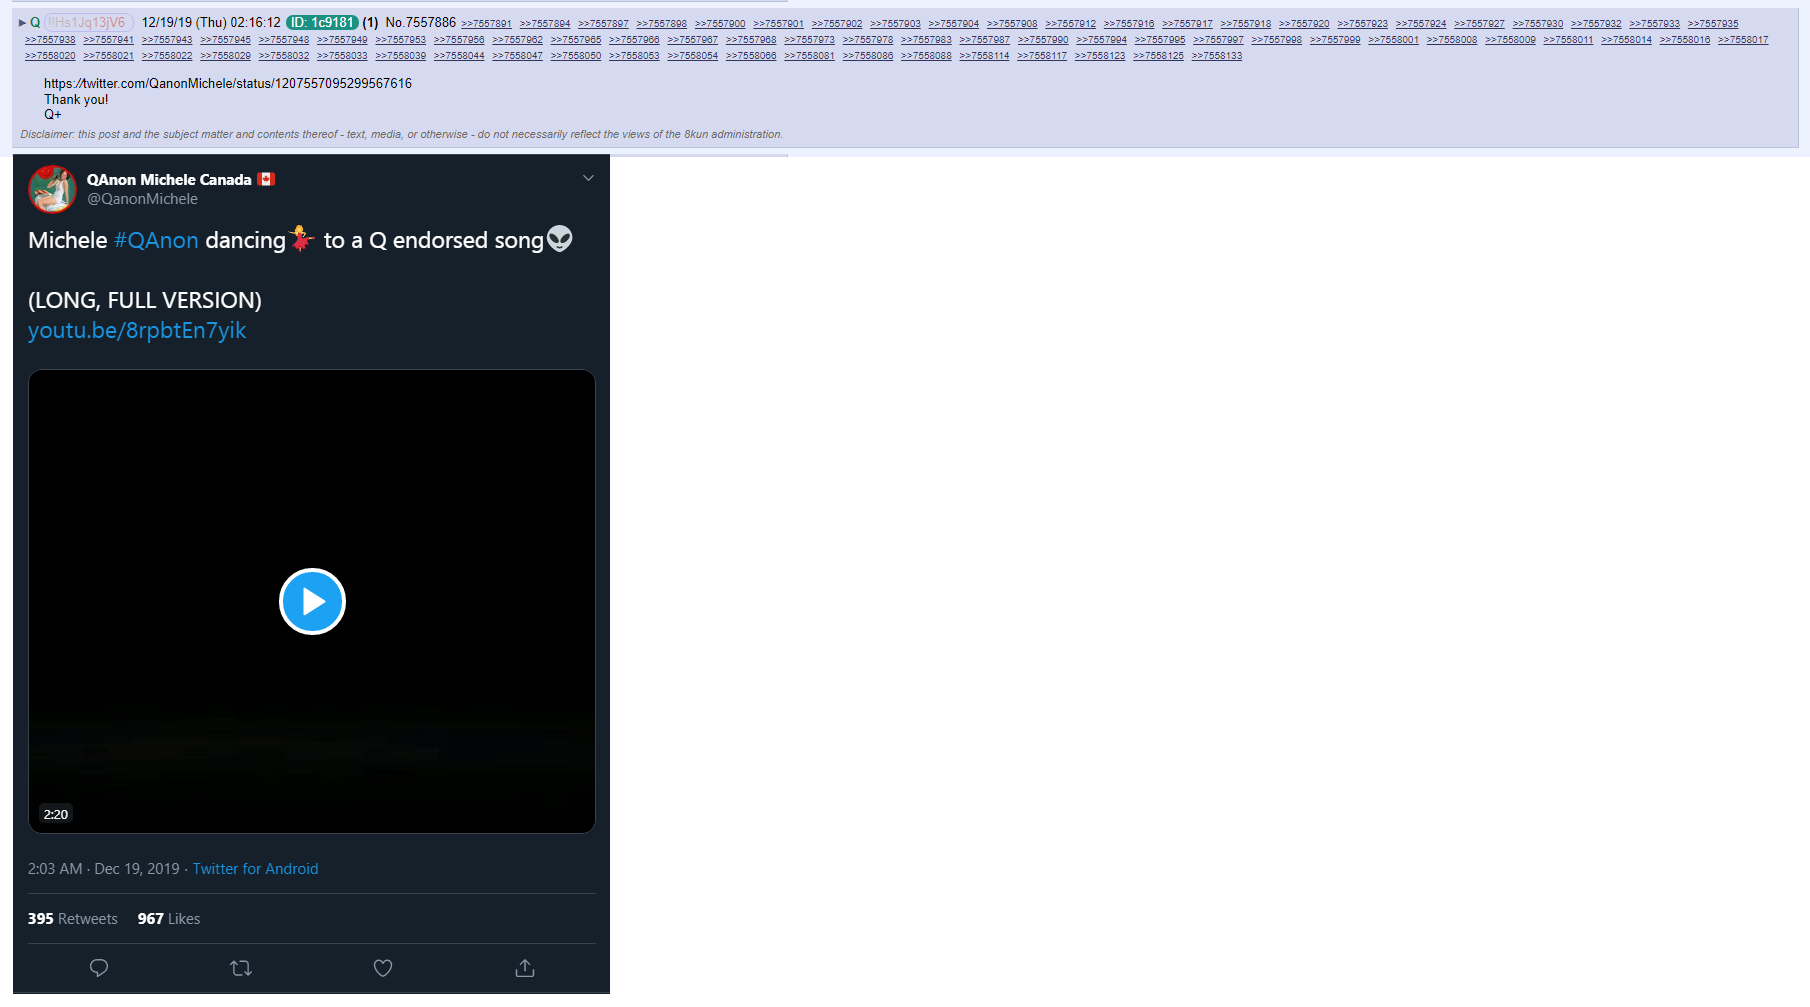 ▶ Q !!Hs1Jq13jV6 12/19/19 (Thu) 02:16:12 ID: 1c9181 (1) No.7557886 >>7557891 >>7557894 >>7557897 >>7557898 >>7557900 >>7557901 >>7557902 >>7557903 >>7557904 >>7557908 >>7557912 >>7557916 >>7557917 >>7557918 >>7557920 >>7557923 >>7557924 >>7557927 >>7557930 >>7557932 >>7557933 >>7557935
>>7557938 >>7557941 >>7557943 >>7557945 >>7557948 >>7557949 >>7557953 >>7557956 >>7557962 >>7557965 >>7557966 >>7557967 >>7557968 >>7557973 >>7557978 >>7557983 >>7557987 >>7557990 >>7557994 >>7557995 >>7557997 >>7557998 >>7557999 >>7558001 >>7558008 >>7558009 >>7558011 >>7558014 >>7558016 >>7558017
>>7558020 >>7558021 >>7558022 >>7558029 >>7558032 >>7558033 >>7558039 >>7558044 >>7558047 >>7558050 >>7558053 >>7558054 >>7558066 >>7558081 >>7558086 >>7558088 >>7558114 >>7558117 >>7558123 >>7558125 >>7558133
https://twitter.com/QanonMichele/status/1207557095299567616
Thank you!
Q+
Disclaimer: this post and the subject matter and contents thereof - text, media, or otherwise - do not necessarily reflect the views of the 8kun administration.
QAnon Michele Canada 🇨🇦
@QanonMichele
Michele #QAnon dancing💃 to a Q endorsed song👽
(LONG, FULL VERSION)
youtu.be/8rpbtEn7yik
2:20
2:03 AM · Dec 19, 2019 · Twitter for Android
395 Retweets 967 Likes